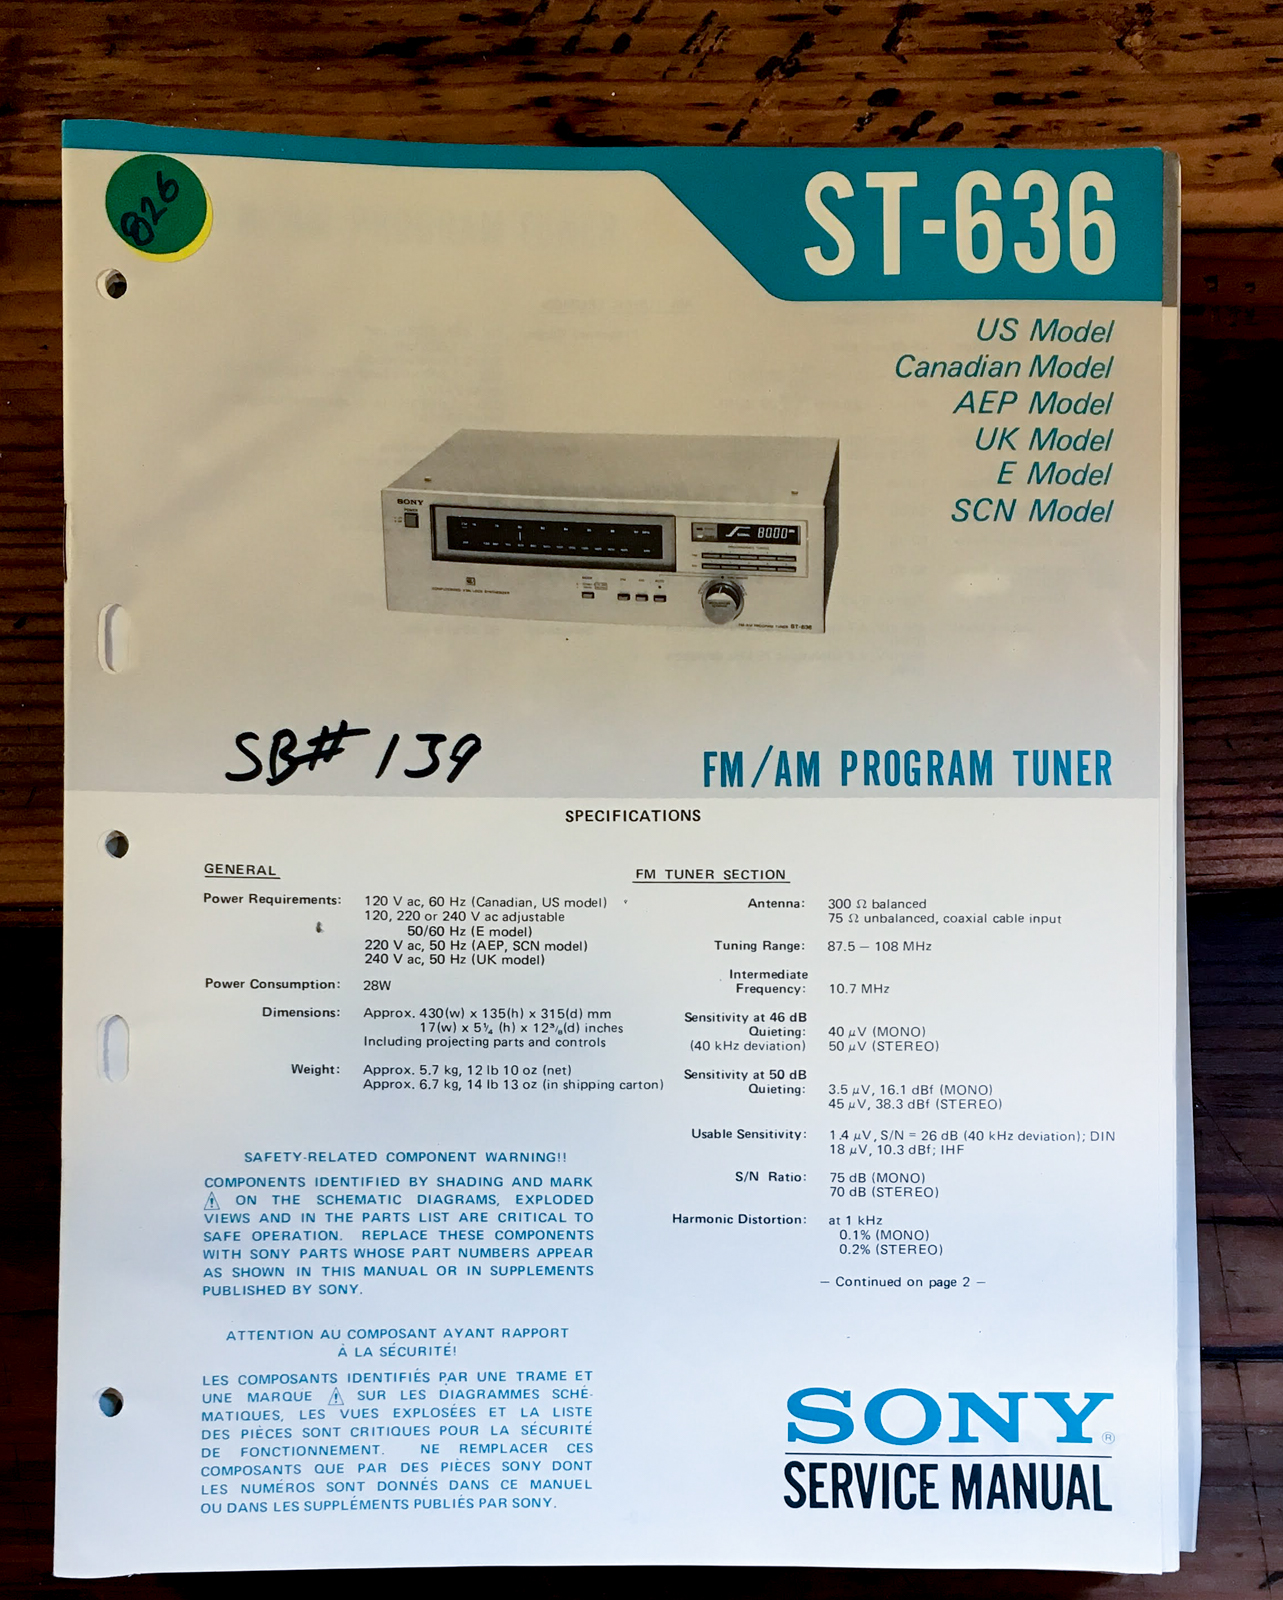 826
ST-636
US Model
Canadian Model
AEP Model
UK Model
E Model
SCN Model
SONY
POWER
8000
ST-636
SB# 139
FM/AM PROGRAM TUNER
SPECIFICATIONS
GENERAL
Power Requirements: 120 V ac, 60 Hz (Canadian, US model)
120, 220 or 240 V ac adjustable
50/60 Hz (E model)
220 V ac, 50 Hz (AEP, SCN model)
240 V ac, 50 Hz (UK model)
Power Consumption: 28W
Dimensions: Approx. 430(w) x 135(h) x 315(d) mm
17(w) x 5¼ (h) x 12³/₈(d) inches
Including projecting parts and controls
Weight: Approx. 5.7 kg, 12 lb 10 oz (net)
Approx. 6.7 kg, 14 lb 13 oz (in shipping carton)
SAFETY-RELATED COMPONENT WARNING!!
COMPONENTS IDENTIFIED BY SHADING AND MARK
⚠ ON THE SCHEMATIC DIAGRAMS, EXPLODED
VIEWS AND IN THE PARTS LIST ARE CRITICAL TO
SAFE OPERATION. REPLACE THESE COMPONENTS
WITH SONY PARTS WHOSE PART NUMBERS APPEAR
AS SHOWN IN THIS MANUAL OR IN SUPPLEMENTS
PUBLISHED BY SONY.
ATTENTION AU COMPOSANT AYANT RAPPORT
À LA SÉCURITÉ!
LES COMPOSANTS IDENTIFIÉS PAR UNE TRAME ET
UNE MARQUE ⚠ SUR LES DIAGRAMMES SCHÉ-
MATIQUES, LES VUES EXPLOSÉES ET LA LISTE
DES PIÈCES SONT CRITIQUES POUR LA SÉCURITÉ
DE FONCTIONNEMENT. NE REMPLACER CES
COMPOSANTS QUE PAR DES PIÈCES SONY DONT
LES NUMÉROS SONT DONNÉS DANS CE MANUEL
OU DANS LES SUPPLÉMENTS PUBLIÉS PAR SONY.
FM TUNER SECTION
Antenna: 300 Ω balanced
75 Ω unbalanced, coaxial cable input
Tuning Range: 87.5 – 108 MHz
Intermediate
Frequency: 10.7 MHz
Sensitivity at 46 dB
Quieting: 40 µV (MONO)
(40 kHz deviation) 50 µV (STEREO)
Sensitivity at 50 dB
Quieting: 3.5 µV, 16.1 dBf (MONO)
45 µV, 38.3 dBf (STEREO)
Usable Sensitivity: 1.4 µV, S/N = 26 dB (40 kHz deviation); DIN
18 µV, 10.3 dBf; IHF
S/N Ratio: 75 dB (MONO)
70 dB (STEREO)
Harmonic Distortion: at 1 kHz
0.1% (MONO)
0.2% (STEREO)
– Continued on page 2 –
SONY®
SERVICE MANUAL